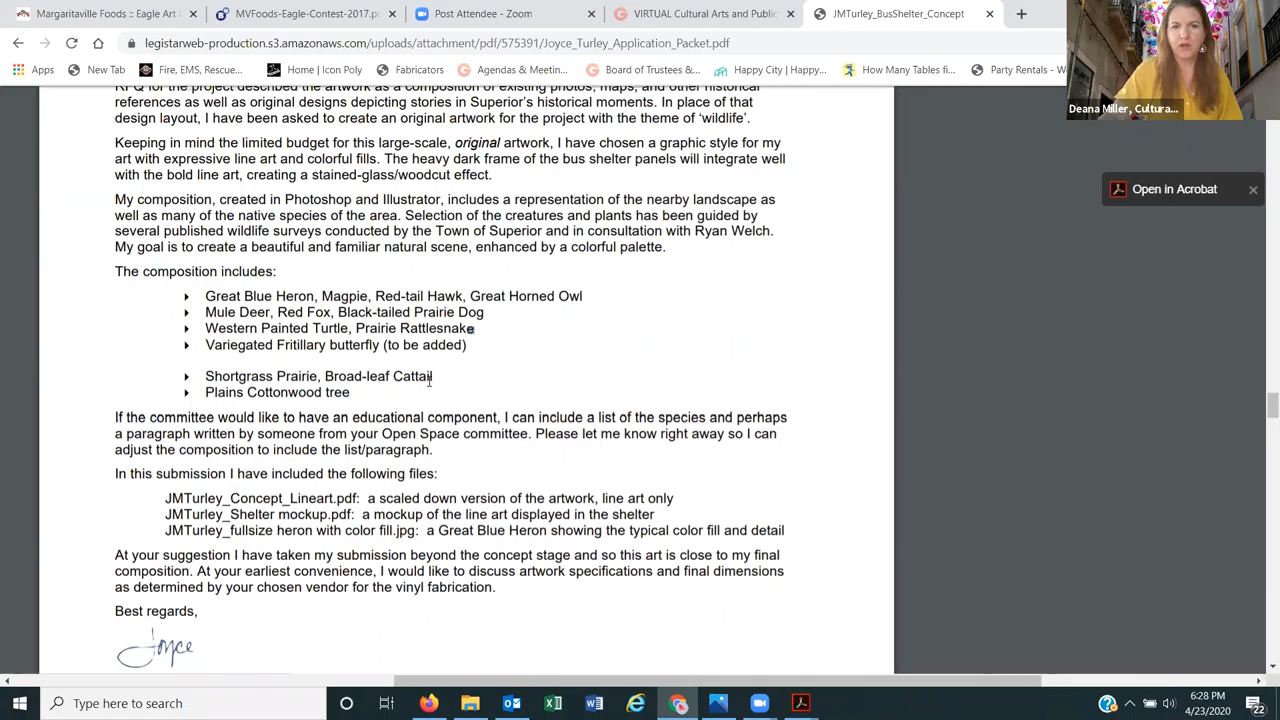 Margaritaville Foods :: Eagle Art C
MVFoods-Eagle-Contest-2017.p
Post Attendee - Zoom
VIRTUAL Cultural Arts and Public
JMTurley_BusShelter_Concept
legistarweb-production.s3.amazonaws.com/uploads/attachment/pdf/575391/Joyce_Turley_Application_Packet.pdf
Apps New Tab Fire, EMS, Rescue... Home | Icon Poly Fabricators Agendas & Meetin... Board of Trustees &... Happy City | Happy... How Many Tables fi... Party Rentals - We
Deana Miller, Cultura...
Open in Acrobat
RFQ for the project described the artwork as a composition of existing photos, maps, and other historical
references as well as original designs depicting stories in Superior's historical moments. In place of that
design layout, I have been asked to create an original artwork for the project with the theme of 'wildlife'.
Keeping in mind the limited budget for this large-scale, original artwork, I have chosen a graphic style for my
art with expressive line art and colorful fills. The heavy dark frame of the bus shelter panels will integrate well
with the bold line art, creating a stained-glass/woodcut effect.
My composition, created in Photoshop and Illustrator, includes a representation of the nearby landscape as
well as many of the native species of the area. Selection of the creatures and plants has been guided by
several published wildlife surveys conducted by the Town of Superior and in consultation with Ryan Welch.
My goal is to create a beautiful and familiar natural scene, enhanced by a colorful palette.
The composition includes:
Great Blue Heron, Magpie, Red-tail Hawk, Great Horned Owl
Mule Deer, Red Fox, Black-tailed Prairie Dog
Western Painted Turtle, Prairie Rattlesnake
Variegated Fritillary butterfly (to be added)
Shortgrass Prairie, Broad-leaf Cattail
Plains Cottonwood tree
If the committee would like to have an educational component, I can include a list of the species and perhaps
a paragraph written by someone from your Open Space committee. Please let me know right away so I can
adjust the composition to include the list/paragraph.
In this submission I have included the following files:
JMTurley_Concept_Lineart.pdf: a scaled down version of the artwork, line art only
JMTurley_Shelter mockup.pdf: a mockup of the line art displayed in the shelter
JMTurley_fullsize heron with color fill.jpg: a Great Blue Heron showing the typical color fill and detail
At your suggestion I have taken my submission beyond the concept stage and so this art is close to my final
composition. At your earliest convenience, I would like to discuss artwork specifications and final dimensions
as determined by your chosen vendor for the vinyl fabrication.
Best regards,
Joyce
Type here to search
6:28 PM
4/23/2020
22